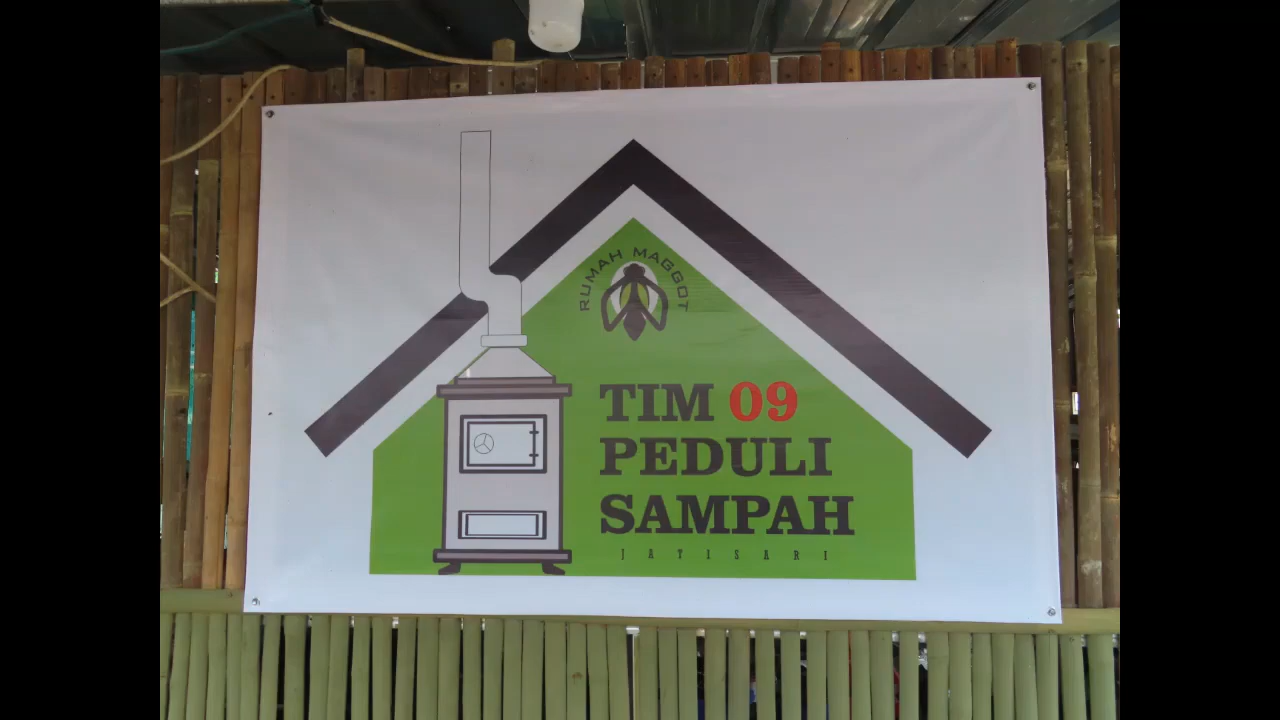 RUMAH MAGGOT
TIM 09
PEDULI
SAMPAH
JATISARI